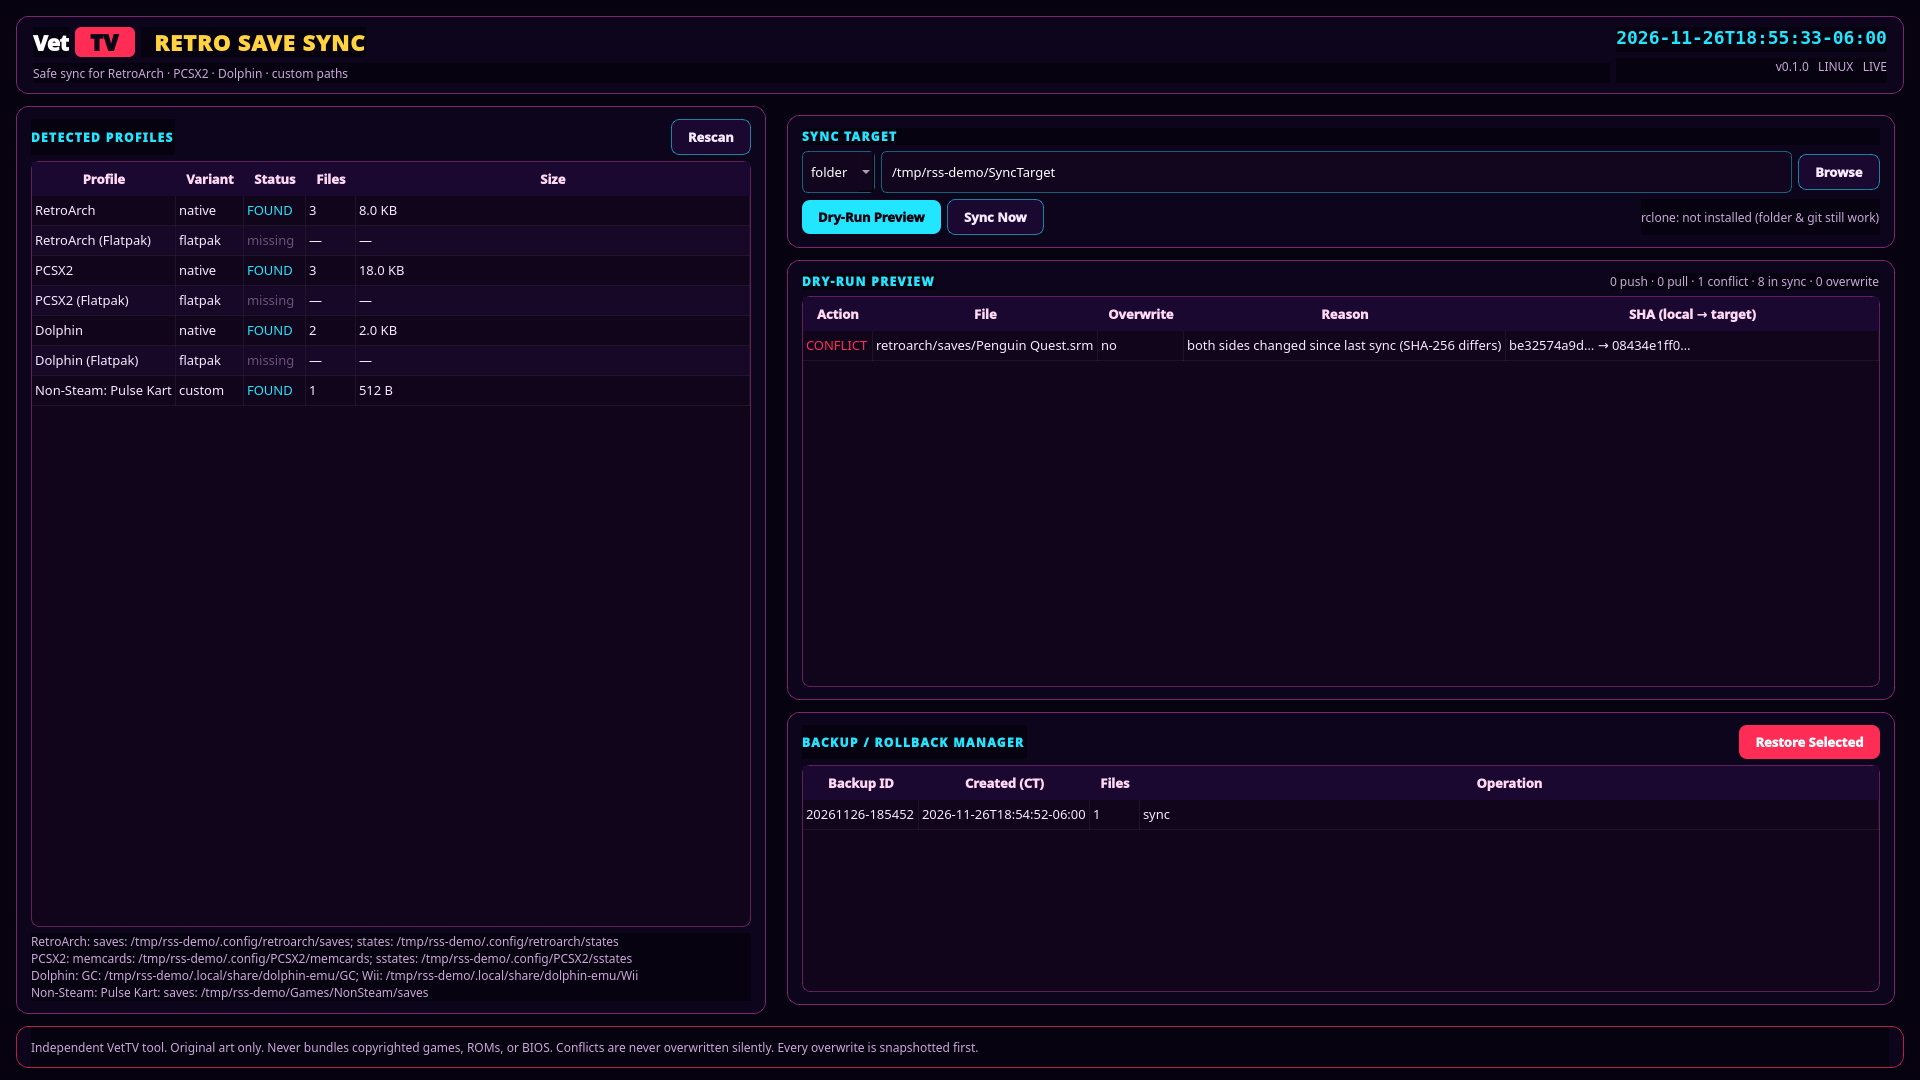 Vet TV RETRO SAVE SYNC
Safe sync for RetroArch · PCSX2 · Dolphin · custom paths
2026-11-26T18:55:33-06:00
v0.1.0 LINUX LIVE
DETECTED PROFILES
Rescan
Profile Variant Status Files Size
RetroArch native FOUND 3 8.0 KB
RetroArch (Flatpak) flatpak missing — —
PCSX2 native FOUND 3 18.0 KB
PCSX2 (Flatpak) flatpak missing — —
Dolphin native FOUND 2 2.0 KB
Dolphin (Flatpak) flatpak missing — —
Non-Steam: Pulse Kart custom FOUND 1 512 B
RetroArch: saves: /tmp/rss-demo/.config/retroarch/saves; states: /tmp/rss-demo/.config/retroarch/states
PCSX2: memcards: /tmp/rss-demo/.config/PCSX2/memcards; sstates: /tmp/rss-demo/.config/PCSX2/sstates
Dolphin: GC: /tmp/rss-demo/.local/share/dolphin-emu/GC; Wii: /tmp/rss-demo/.local/share/dolphin-emu/Wii
Non-Steam: Pulse Kart: saves: /tmp/rss-demo/Games/NonSteam/saves
SYNC TARGET
folder /tmp/rss-demo/SyncTarget Browse
Dry-Run Preview Sync Now rclone: not installed (folder & git still work)
DRY-RUN PREVIEW 0 push · 0 pull · 1 conflict · 8 in sync · 0 overwrite
Action File Overwrite Reason SHA (local → target)
CONFLICT retroarch/saves/Penguin Quest.srm no both sides changed since last sync (SHA-256 differs) be32574a9d... → 08434e1ff0...
BACKUP / ROLLBACK MANAGER Restore Selected
Backup ID Created (CT) Files Operation
20261126-185452 2026-11-26T18:54:52-06:00 1 sync
Independent VetTV tool. Original art only. Never bundles copyrighted games, ROMs, or BIOS. Conflicts are never overwritten silently. Every overwrite is snapshotted first.